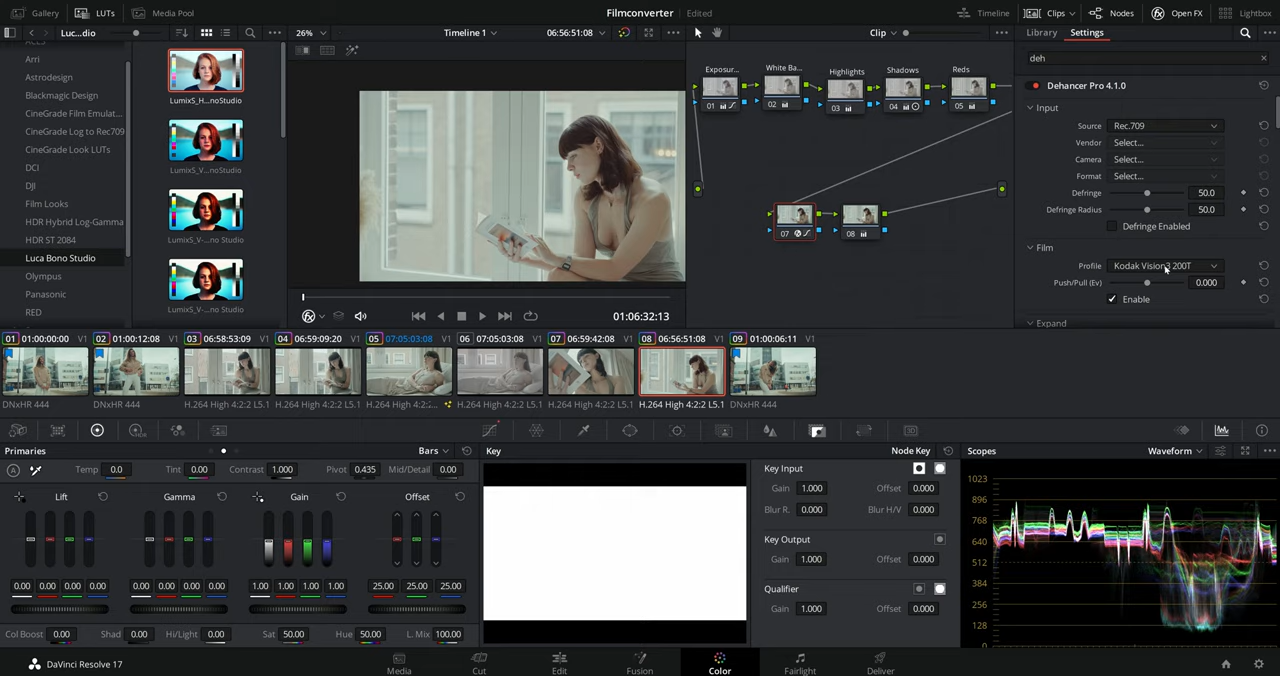 Gallery LUTs Media Pool Filmconverter Edited Timeline Clips Nodes Open FX Lightbox
Luc...dio 26% Timeline 1 06:56:51:08 Clip Library Settings
deh
Arri
Astrodesign
Blackmagic Design
CineGrade Film Emulat...
CineGrade Log to Rec709
CineGrade Look LUTs
DCI
DJI
Film Looks
HDR Hybrid Log-Gamma
HDR ST 2084
Luca Bono Studio
Olympus
Panasonic
RED
LumixS_H...noStudio
LumixS_V-...no Studio
LumixS_V-...no Studio
01:06:32:13
Exposur... White Ba... Highlights Shadows Reds
01 02 03 04 05
07 08
Dehancer Pro 4.1.0
Input
Source Rec.709
Vendor Select...
Camera Select...
Format Select...
Defringe 50.0
Defringe Radius 50.0
Defringe Enabled
Film
Profile Kodak Vision3 200T
Push/Pull (Ev) 0.000
Enable
Expand
01 01:00:00:00 V1 02 01:00:12:08 V1 03 06:58:53:09 V1 04 06:59:09:20 V1 05 07:05:03:08 V1 06 07:05:03:08 V1 07 06:59:42:08 V1 08 06:56:51:08 V1 09 01:00:06:11 V1
DNxHR 444 DNxHR 444 H.264 High 4:2:2 L5.1 H.264 High 4:2:2 L5.1 H.264 High 4:2:2 L... H.264 High 4:2:2 L5.1 H.264 High 4:2:2 L5.1 H.264 High 4:2:2 L5.1 DNxHR 444
Primaries Bars Key Node Key Scopes Waveform
Temp 0.0 Tint 0.00 Contrast 1.000 Pivot 0.435 Mid/Detail 0.00
Lift Gamma Gain Offset
0.00 0.00 0.00 0.00 0.00 0.00 0.00 0.00 1.00 1.00 1.00 1.00 25.00 25.00 25.00
Col Boost 0.00 Shad 0.00 Hi/Light 0.00 Sat 50.00 Hue 50.00 L. Mix 100.00
Key Input
Gain 1.000 Offset 0.000
Blur R. 0.000 Blur H/V 0.000
Key Output
Gain 1.000 Offset 0.000
Qualifier
Gain 1.000 Offset 0.000
1023
896
768
640
512
384
256
128
0
DaVinci Resolve 17 Media Cut Edit Fusion Color Fairlight Deliver